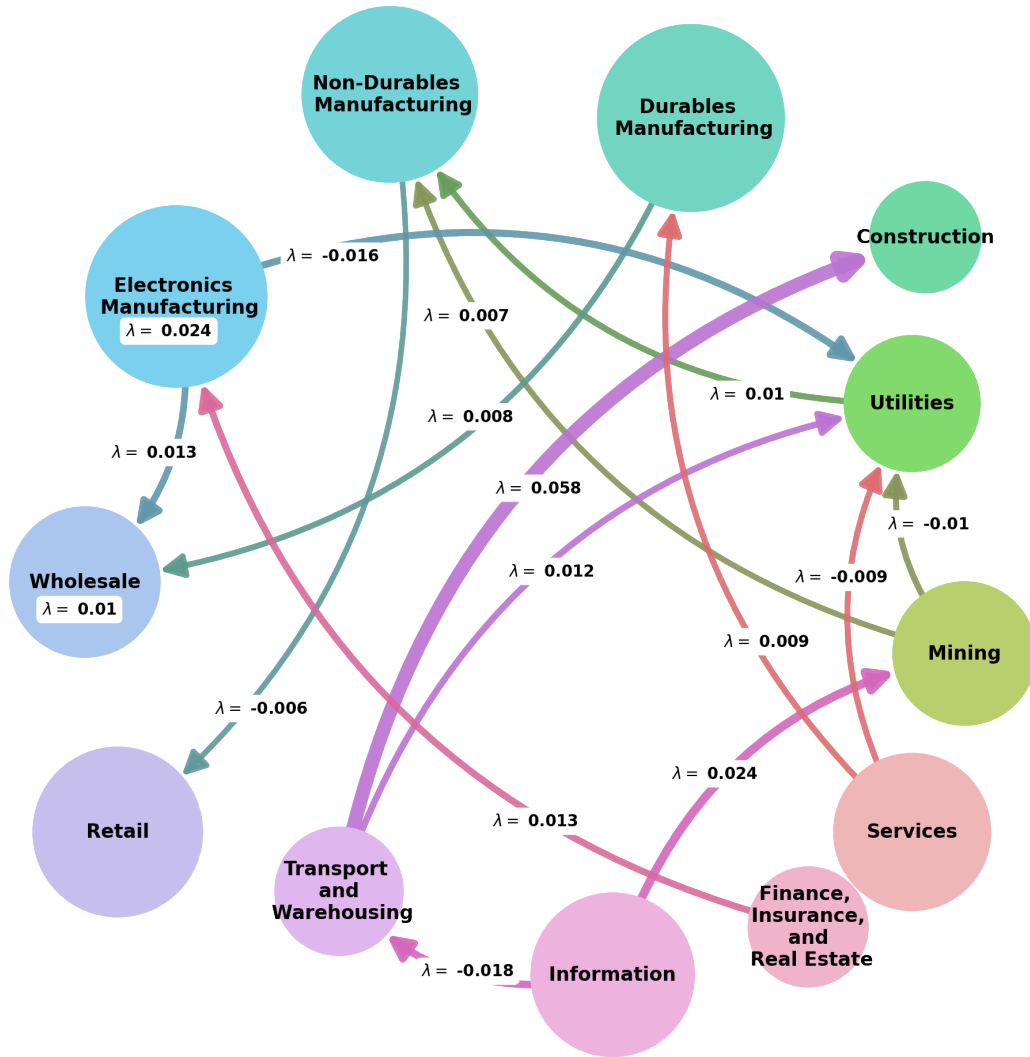 Non-Durables
Manufacturing
Durables
Manufacturing
Construction
λ = -0.016
Electronics
Manufacturing
λ = 0.024
λ = 0.007
λ = 0.01
Utilities
λ = 0.008
λ = 0.013
λ = 0.058
λ = -0.01
λ = 0.012
λ = -0.009
Wholesale
λ = 0.01
λ = 0.009
Mining
λ = -0.006
λ = 0.024
λ = 0.013
Retail
Services
Transport
and
Warehousing
Finance,
Insurance,
and
Real Estate
λ = -0.018
Information